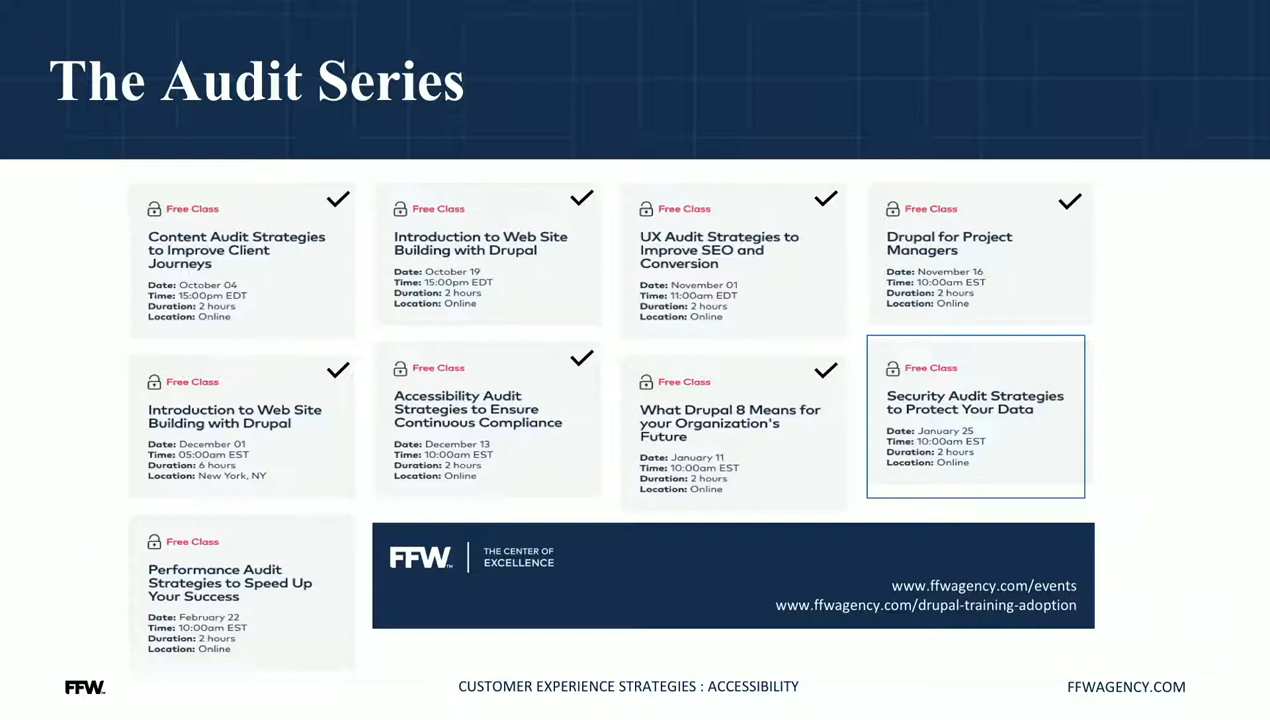 The Audit Series
Free Class
Content Audit Strategies
to Improve Client
Journeys
Date: October 04
Time: 15:00pm EDT
Duration: 2 hours
Location: Online
Free Class
Introduction to Web Site
Building with Drupal
Date: October 19
Time: 15:00pm EDT
Duration: 2 hours
Location: Online
Free Class
UX Audit Strategies to
Improve SEO and
Conversion
Date: November 01
Time: 11:00am EDT
Duration: 2 hours
Location: Online
Free Class
Drupal for Project
Managers
Date: November 16
Time: 10:00am EST
Duration: 2 hours
Location: Online
Free Class
Introduction to Web Site
Building with Drupal
Date: December 01
Time: 05:00am EST
Duration: 6 hours
Location: New York, NY
Free Class
Accessibility Audit
Strategies to Ensure
Continuous Compliance
Date: December 13
Time: 10:00am EST
Duration: 2 hours
Location: Online
Free Class
What Drupal 8 Means for
your Organization's
Future
Date: January 11
Time: 10:00am EST
Duration: 2 hours
Location: Online
Free Class
Security Audit Strategies
to Protect Your Data
Date: January 25
Time: 10:00am EST
Duration: 2 hours
Location: Online
Free Class
Performance Audit
Strategies to Speed Up
Your Success
Date: February 22
Time: 10:00am EST
Duration: 2 hours
Location: Online
FFW™
THE CENTER OF
EXCELLENCE
www.ffwagency.com/events
www.ffwagency.com/drupal-training-adoption
FFW™
CUSTOMER EXPERIENCE STRATEGIES : ACCESSIBILITY
FFWAGENCY.COM